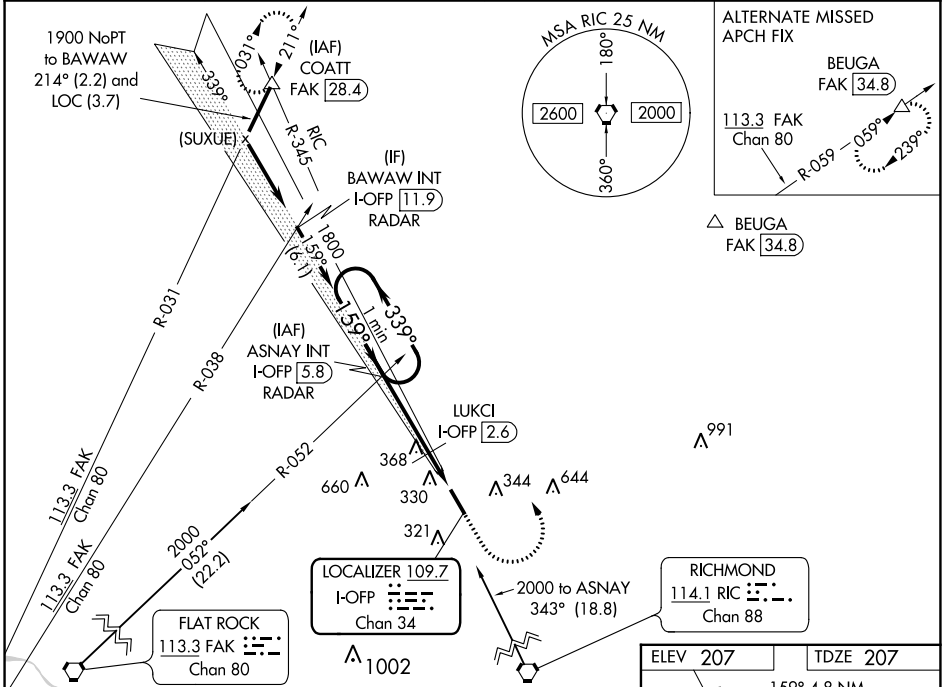 1900 NoPT
to BAWAW
214° (2.2) and
LOC (3.7)
339°
031°
211°
(IAF)
COATT
FAK 28.4
(SUXUE)
RIC
R-345
(IF)
BAWAW INT
I-OFP 11.9
RADAR
1800
159°
(6.1)
1 min
159°
339°
(IAF)
ASNAY INT
I-OFP 5.8
RADAR
LUKCI
I-OFP 2.6
R-031
R-038
R-052
113.3 FAK
Chan 80
113.3 FAK
Chan 80
2000
052°
(22.2)
MSA RIC 25 NM
180°
2600
2000
360°
ALTERNATE MISSED
APCH FIX
BEUGA
FAK 34.8
113.3 FAK
Chan 80
R-059
059°
239°
BEUGA
FAK 34.8
991
368
660
330
344
644
321
LOCALIZER 109.7
I-OFP
Chan 34
1002
2000 to ASNAY
343° (18.8)
RICHMOND
114.1 RIC
Chan 88
FLAT ROCK
113.3 FAK
Chan 80
ELEV 207
TDZE 207
159° 4.8 NM